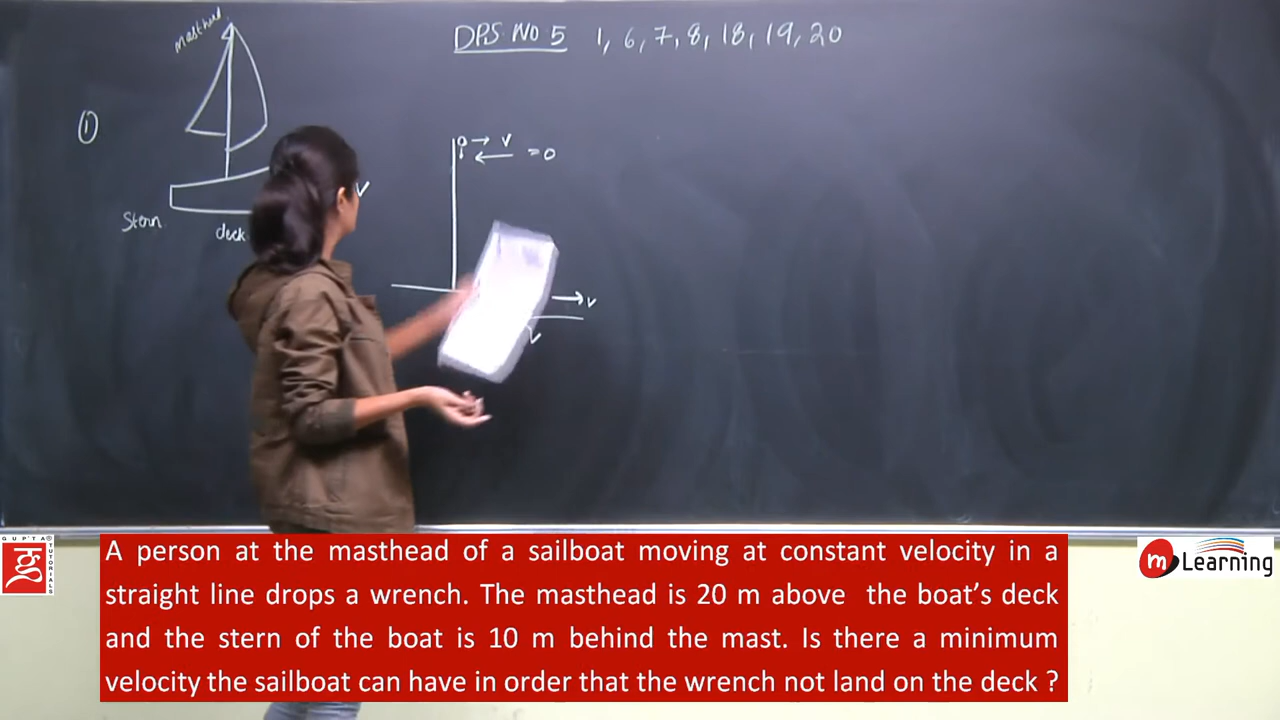 DPS NO 5 1, 6, 7, 8, 18, 19, 20
masthead
①
V
Stern
deck
V
= 0
V
V
GUPTA
TUTORIALS
A person at the masthead of a sailboat moving at constant velocity in a
straight line drops a wrench. The masthead is 20 m above the boat’s deck
and the stern of the boat is 10 m behind the mast. Is there a minimum
velocity the sailboat can have in order that the wrench not land on the deck ?
m Learning